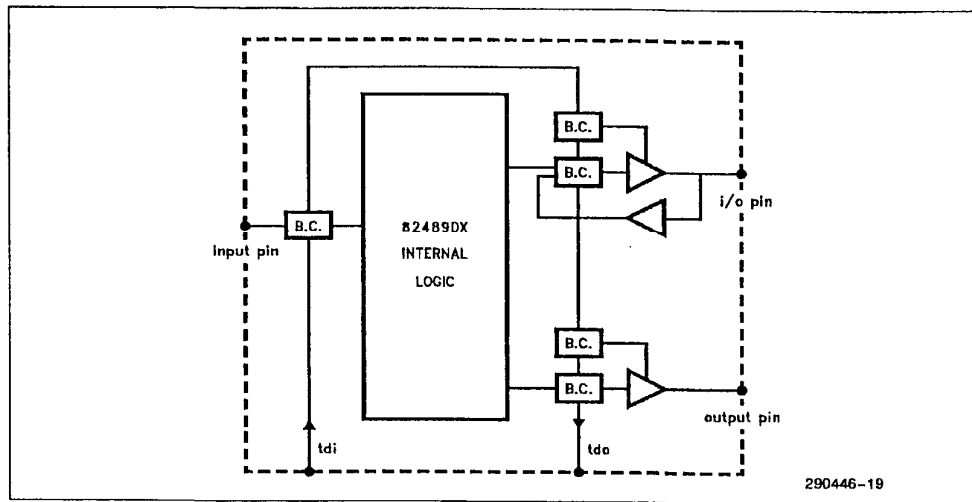 B.C.
B.C.
i/o pin
B.C.
input pin
82489DX
INTERNAL
LOGIC
B.C.
B.C.
output pin
tdi
tdo
290446-19